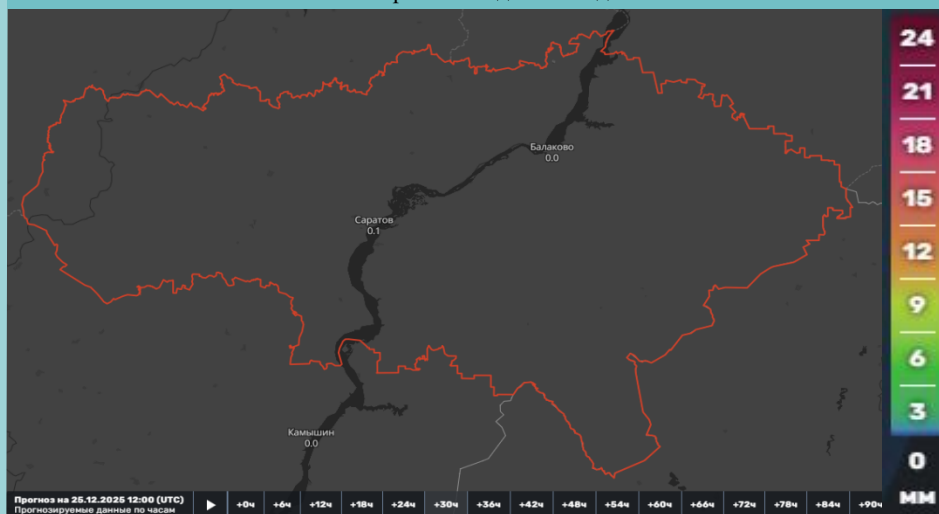 24
21
18
Балаково
0.0
15
Саратов
0.1
12
9
6
3
Камышин
0.0
0
мм
Прогноз на 25.12.2025 12:00 (UTC)
Прогнозируемые данные по часам
+0ч +6ч +12ч +18ч +24ч +30ч +36ч +42ч +48ч +54ч +60ч +66ч +72ч +78ч +84ч +90ч